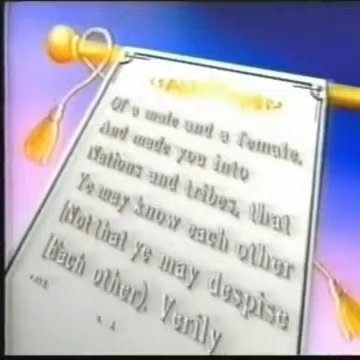 Of a male and a female,
And made you into
Nations and tribes, that
Ye may know each other
(Not that ye may despise
(Each other). Verily